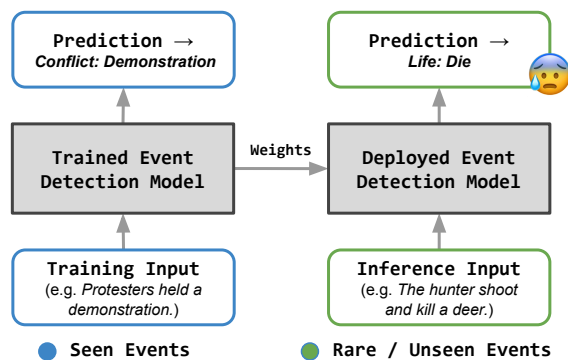 Prediction →
Conflict: Demonstration
Prediction →
Life: Die
Trained Event
Detection Model
Weights
Deployed Event
Detection Model
Training Input
(e.g. Protesters held a
demonstration.)
Inference Input
(e.g. The hunter shoot
and kill a deer.)
Seen Events
Rare / Unseen Events